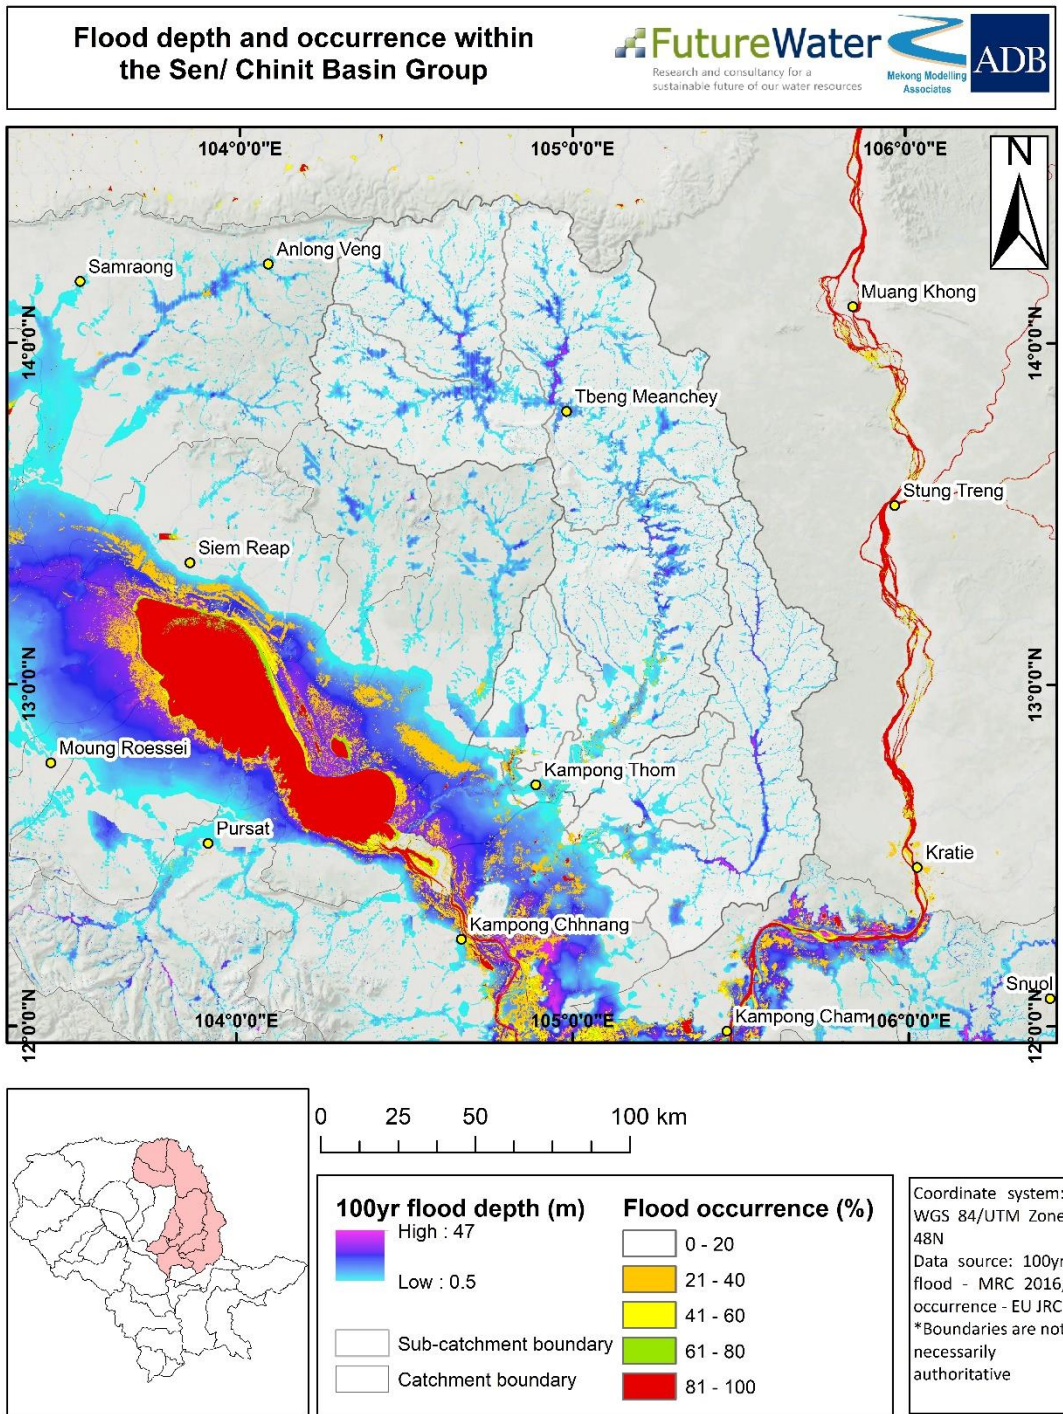 Flood depth and occurrence within
the Sen/ Chinit Basin Group
FutureWater
Research and consultancy for a
sustainable future of our water resources
Mekong Modelling
Associates
ADB
104°0'0"E
105°0'0"E
106°0'0"E
N
Anlong Veng
Samraong
Muang Khong
14°0'0"N
14°0'0"N
Tbeng Meanchey
Stung Treng
Siem Reap
13°0'0"N
13°0'0"N
Moung Roessei
Kampong Thom
Pursat
Kratie
Kampong Chhnang
Snuol
12°0'0"N
104°0'0"E
105°0'0"E
Kampong Cham
106°0'0"E
12°0'0"N
0 25 50 100 km
100yr flood depth (m)
High : 47
Low : 0.5
Sub-catchment boundary
Catchment boundary
Flood occurrence (%)
0 - 20
21 - 40
41 - 60
61 - 80
81 - 100
Coordinate system:
WGS 84/UTM Zone
48N
Data source: 100yr
flood - MRC 2016,
occurrence - EU JRC
*Boundaries are not
necessarily
authoritative